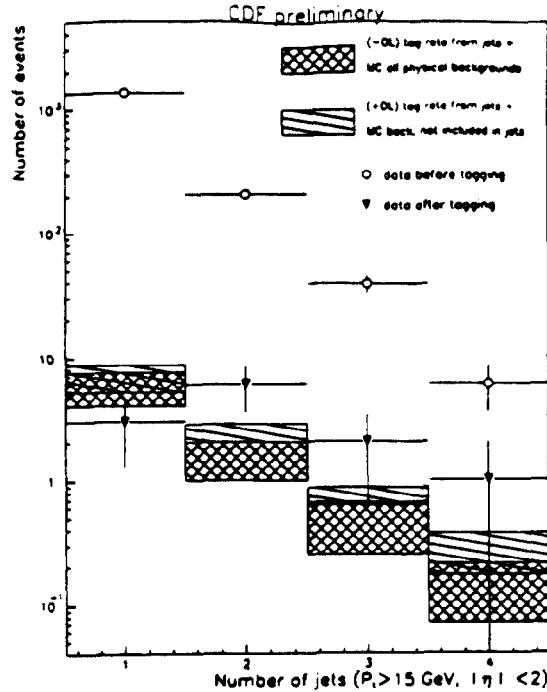 CDF preliminary
Number of events
(-DL) tag rate from jets +
MC all physical backgrounds
(+DL) tag rate from jets +
MC back. not included in jets
data before tagging
data after tagging
10³
10²
10
1
10⁻¹
1
2
3
4
Number of jets (P_t>15 GeV, |η| <2)